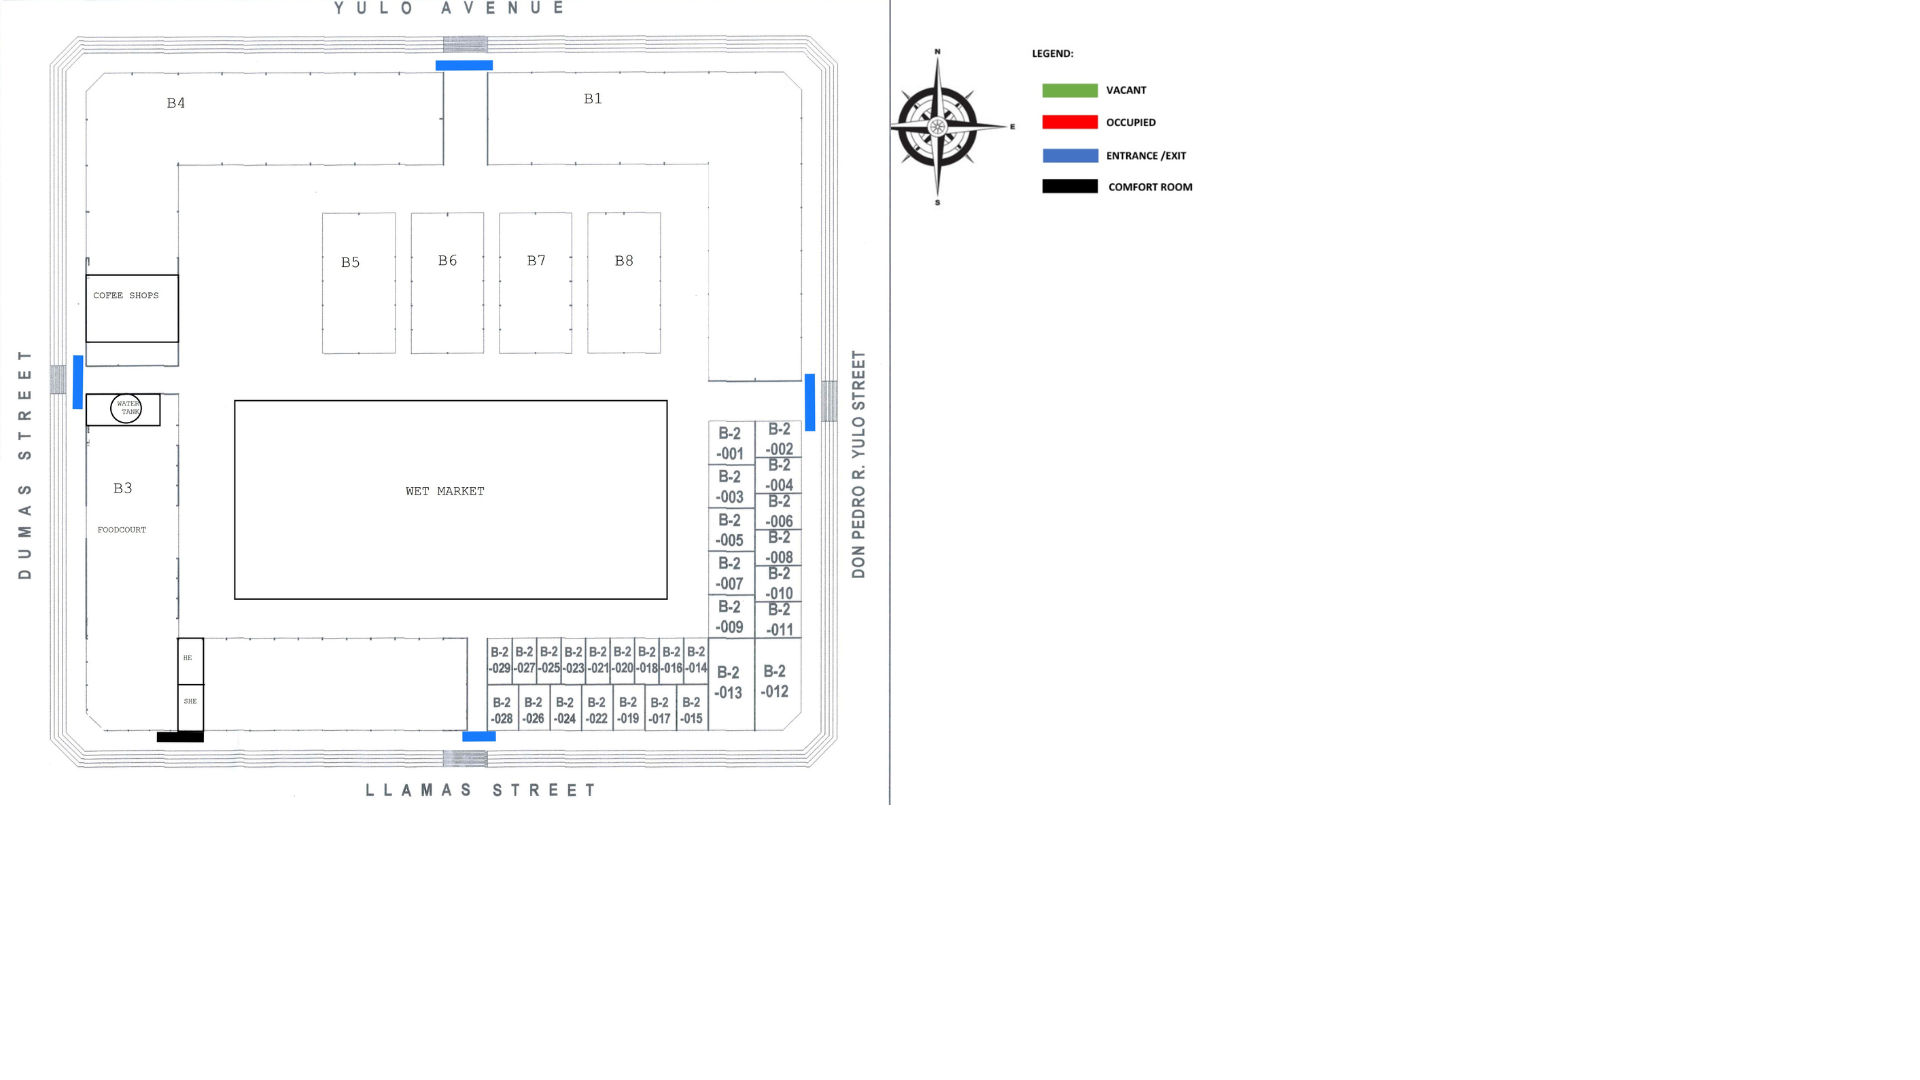 YULO AVENUE
N
LEGEND:
B4
B1
VACANT
E
OCCUPIED
ENTRANCE /EXIT
COMFORT ROOM
S
B5
B6
B7
B8
COFEE SHOPS
DUMAS STREET
DON PEDRO R. YULO STREET
WATER
TANK
B3
FOODCOURT
WET MARKET
B-2
-001
B-2
-002
B-2
-003
B-2
-004
B-2
-005
B-2
-006
B-2
-007
B-2
-008
B-2
-009
B-2
-010
B-2
-011
HE
SHE
B-2
-029
B-2
-027
B-2
-025
B-2
-023
B-2
-021
B-2
-020
B-2
-018
B-2
-016
B-2
-014
B-2
-013
B-2
-012
B-2
-028
B-2
-026
B-2
-024
B-2
-022
B-2
-019
B-2
-017
B-2
-015
LLAMAS STREET